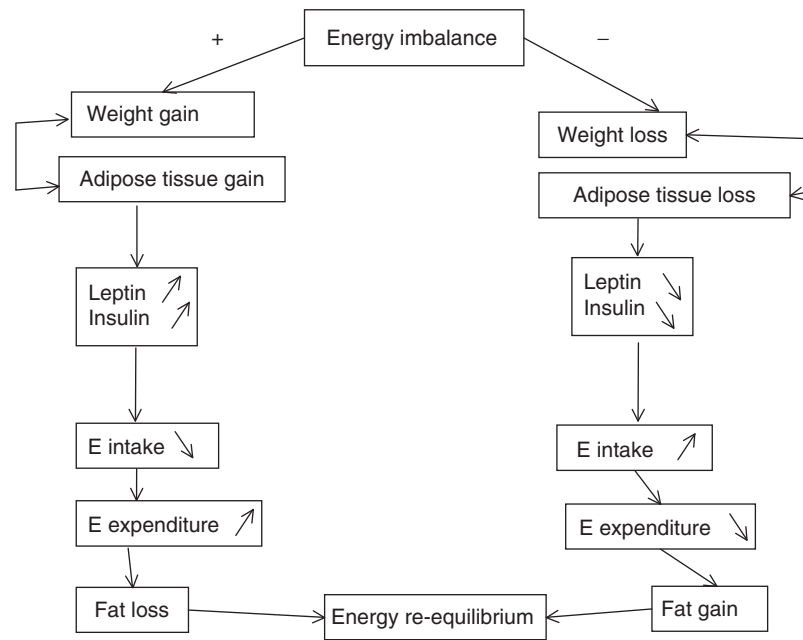 +
Energy imbalance
–
Weight gain
Weight loss
Adipose tissue gain
Adipose tissue loss
Leptin
Insulin
Leptin
Insulin
E intake
E intake
E expenditure
E expenditure
Fat loss
Energy re-equilibrium
Fat gain